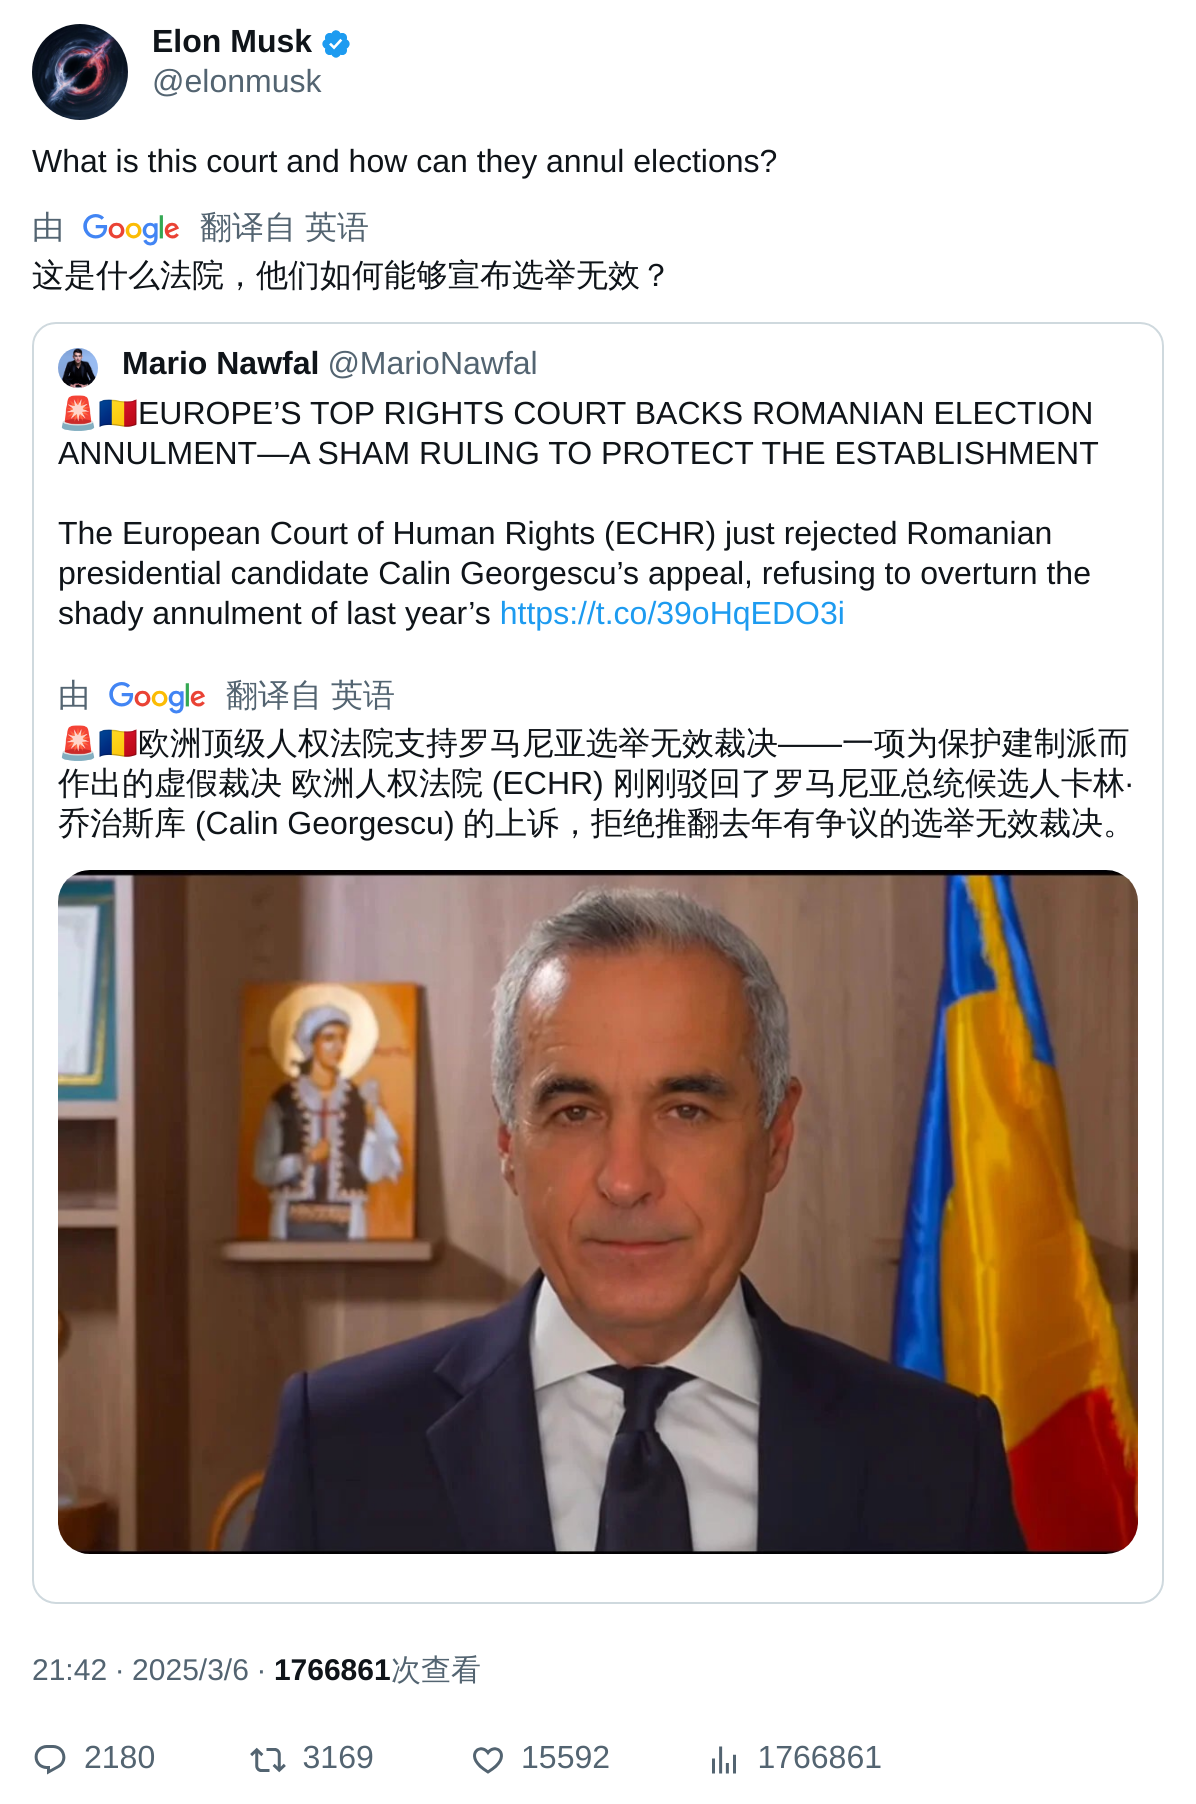 Elon Musk
@elonmusk
What is this court and how can they annul elections?
由 Google 翻译自 英语
这是什么法院，他们如何能够宣布选举无效？
Mario Nawfal @MarioNawfal
🚨🇷🇴EUROPE’S TOP RIGHTS COURT BACKS ROMANIAN ELECTION
ANNULMENT—A SHAM RULING TO PROTECT THE ESTABLISHMENT
The European Court of Human Rights (ECHR) just rejected Romanian
presidential candidate Calin Georgescu’s appeal, refusing to overturn the
shady annulment of last year’s https://t.co/39oHqEDO3i
由 Google 翻译自 英语
🚨🇷🇴欧洲顶级人权法院支持罗马尼亚选举无效裁决——一项为保护建制派而
作出的虚假裁决 欧洲人权法院 (ECHR) 刚刚驳回了罗马尼亚总统候选人卡林·
乔治斯库 (Calin Georgescu) 的上诉，拒绝推翻去年有争议的选举无效裁决。
21:42 · 2025/3/6 · 1766861次查看
2180 3169 15592 1766861